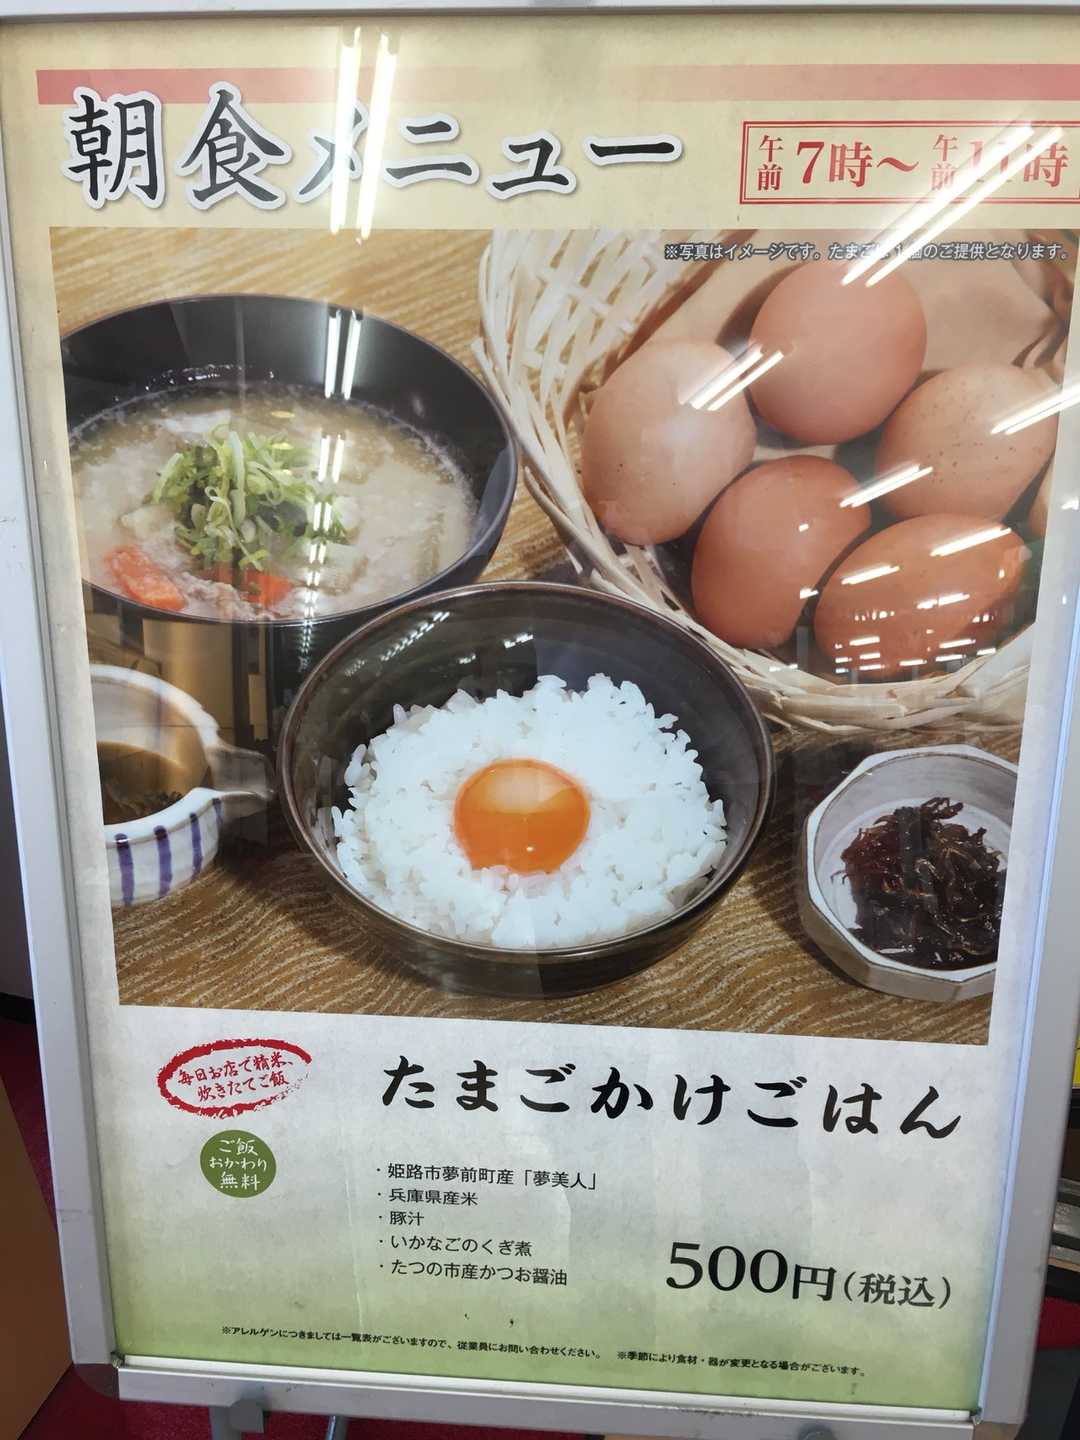 朝食メニュー
午前7時～午前11時
※写真はイメージです。たまごは1個のご提供となります。
毎日お店で精米、
炊きたてご飯
たまごかけごはん
ご飯
おかわり
無料
・姫路市夢前町産「夢美人」
・兵庫県産米
・豚汁
・いかなごのくぎ煮
・たつの市産かつお醤油
500円(税込)
※アレルゲンにつきましては一覧表がございますので、従業員にお問い合わせください。 ※季節により食材・器が変更となる場合がございます。